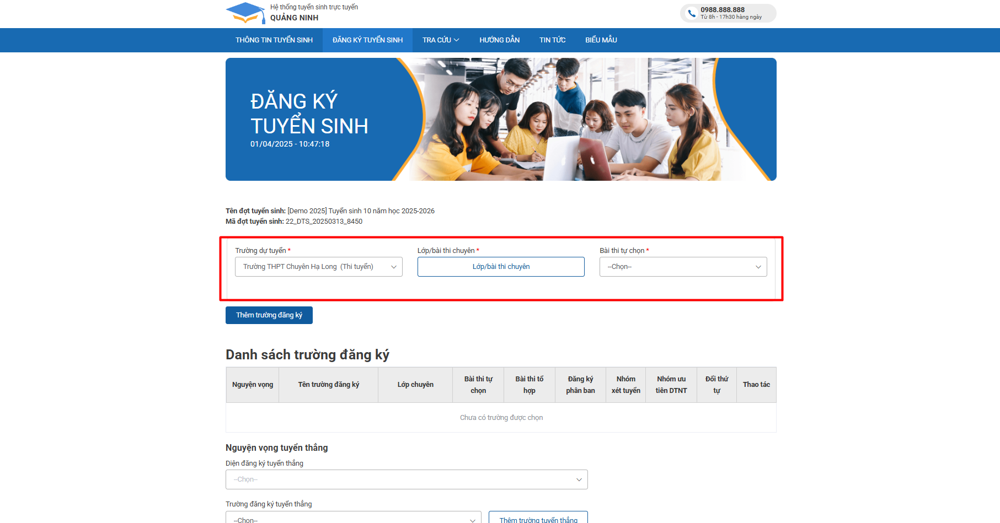 Hệ thống tuyển sinh trực tuyến
QUẢNG NINH
0988.888.888
Từ 8h - 17h30 hàng ngày
THÔNG TIN TUYỂN SINH
ĐĂNG KÝ TUYỂN SINH
TRA CỨU
HƯỚNG DẪN
TIN TỨC
BIỂU MẪU
ĐĂNG KÝ
TUYỂN SINH
01/04/2025 - 10:47:18
Tên đợt tuyển sinh: [Demo 2025] Tuyển sinh 10 năm học 2025-2026
Mã đợt tuyển sinh: 22_DTS_20250313_8450
Trường dự tuyển *
Lớp/bài thi chuyên *
Bài thi tự chọn *
Trường THPT Chuyên Hạ Long (Thi tuyển)
Lớp/bài thi chuyên
--Chọn--
Thêm trường đăng ký
Danh sách trường đăng ký
Nguyện vọng
Tên trường đăng ký
Lớp chuyên
Bài thi tự
chọn
Bài thi tổ
hợp
Đăng ký
phân ban
Nhóm
xét tuyển
Nhóm ưu
tiên DTNT
Đổi thứ
tự
Thao tác
Chưa có trường được chọn
Nguyện vọng tuyển thẳng
Diện đăng ký tuyển thẳng
--Chọn--
Trường đăng ký tuyển thẳng
--Chọn--
Thêm trường tuyển thẳng